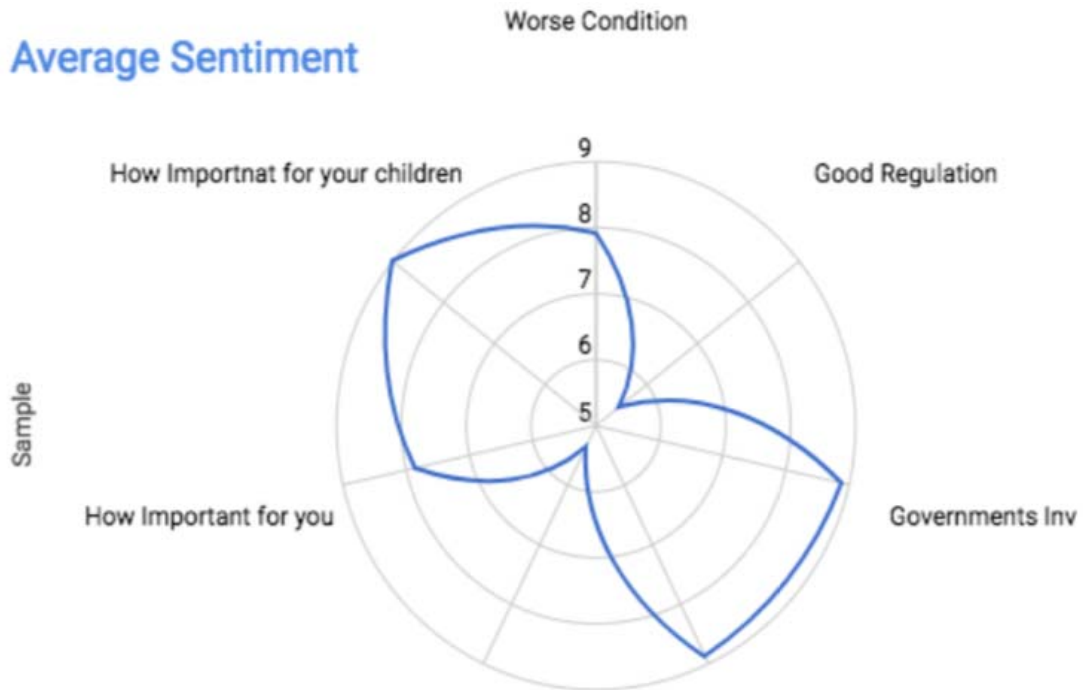 Worse Condition
Average Sentiment
How Importnat for your children
Good Regulation
9
8
7
6
5
Sample
How Important for you
Governments Inv